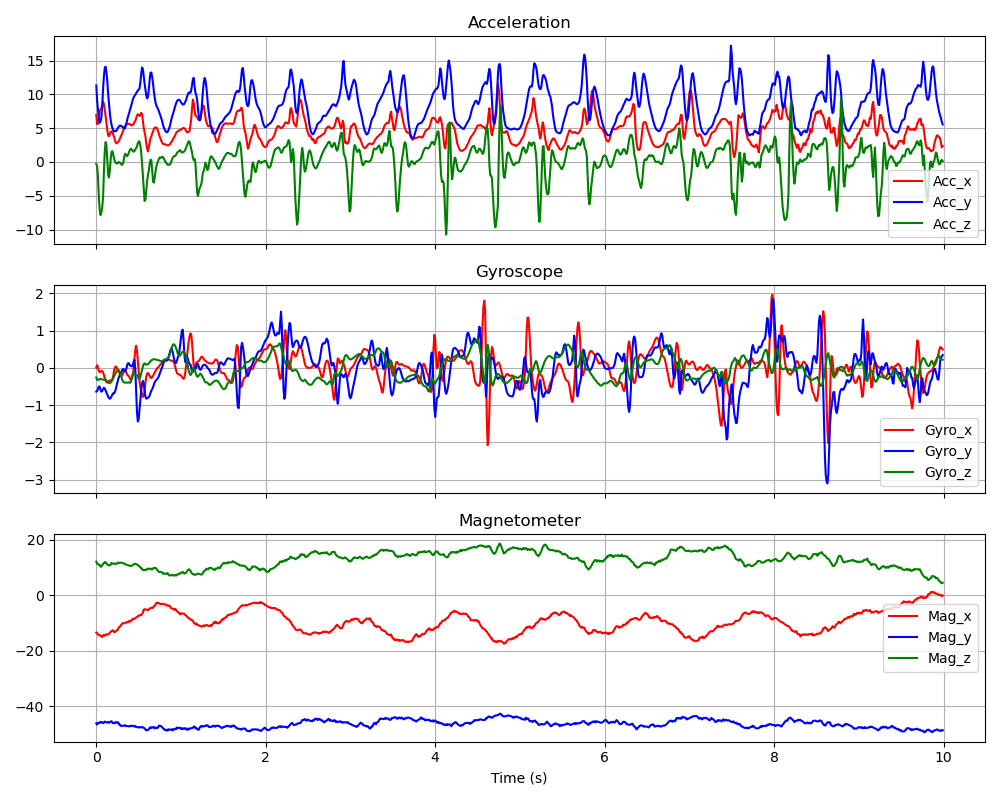 Acceleration
15
10
5
0
−5
−10
Acc_x
Acc_y
Acc_z
Gyroscope
2
1
0
−1
−2
−3
Gyro_x
Gyro_y
Gyro_z
Magnetometer
20
0
−20
−40
Mag_x
Mag_y
Mag_z
0 2 4 6 8 10
Time (s)